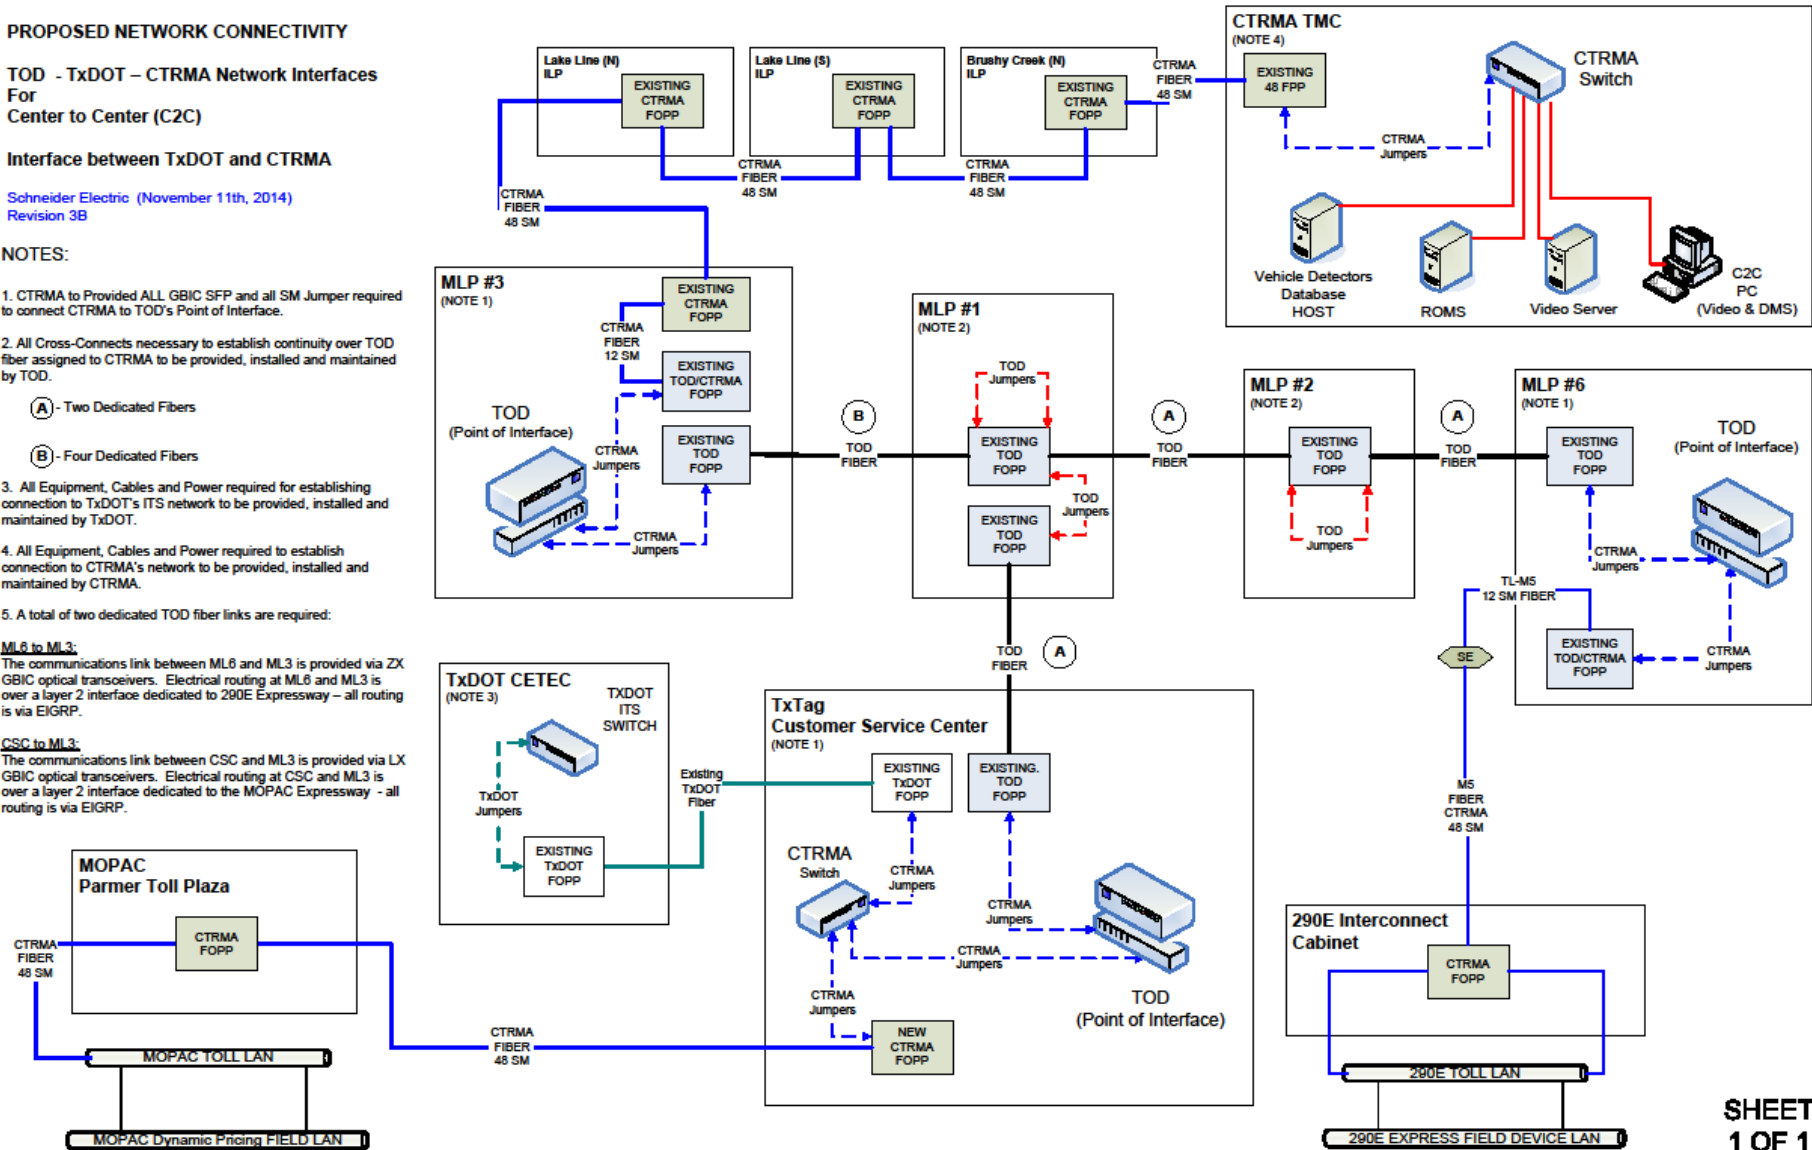 PROPOSED NETWORK CONNECTIVITY
TOD - TxDOT – CTRMA Network Interfaces
For
Center to Center (C2C)
Interface between TxDOT and CTRMA
Schneider Electric (November 11th, 2014)
Revision 3B
NOTES:
1. CTRMA to Provided ALL GBIC SFP and all SM Jumper required
to connect CTRMA to TOD's Point of Interface.
2. All Cross-Connects necessary to establish continuity over TOD
fiber assigned to CTRMA to be provided, installed and maintained
by TOD.
A - Two Dedicated Fibers
B - Four Dedicated Fibers
3. All Equipment, Cables and Power required for establishing
connection to TxDOT's ITS network to be provided, installed and
maintained by TxDOT.
4. All Equipment, Cables and Power required to establish
connection to CTRMA's network to be provided, installed and
maintained by CTRMA.
5. A total of two dedicated TOD fiber links are required:
ML6 to ML3:
The communications link between ML6 and ML3 is provided via ZX
GBIC optical transceivers. Electrical routing at ML6 and ML3 is
over a layer 2 interface dedicated to 290E Expressway – all routing
is via EIGRP.
CSC to ML3:
The communications link between CSC and ML3 is provided via LX
GBIC optical transceivers. Electrical routing at CSC and ML3 is
over a layer 2 interface dedicated to the MOPAC Expressway - all
routing is via EIGRP.
Lake Line (N)
ILP
EXISTING
CTRMA
FOPP
Lake Line (S)
ILP
EXISTING
CTRMA
FOPP
Brushy Creek (N)
ILP
EXISTING
CTRMA
FOPP
CTRMA
FIBER
48 SM
CTRMA
FIBER
48 SM
CTRMA
FIBER
48 SM
CTRMA
FIBER
48 SM
CTRMA TMC
(NOTE 4)
EXISTING
48 FPP
CTRMA
Switch
CTRMA
Jumpers
Vehicle Detectors
Database
HOST
ROMS
Video Server
C2C
PC
(Video & DMS)
MLP #3
(NOTE 1)
EXISTING
CTRMA
FOPP
CTRMA
FIBER
12 SM
EXISTING
TOD/CTRMA
FOPP
TOD
(Point of Interface)
CTRMA
Jumpers
EXISTING
TOD
FOPP
CTRMA
Jumpers
B
TOD
FIBER
MLP #1
(NOTE 2)
TOD
Jumpers
EXISTING
TOD
FOPP
TOD
Jumpers
EXISTING
TOD
FOPP
A
TOD
FIBER
MLP #2
(NOTE 2)
EXISTING
TOD
FOPP
TOD
Jumpers
A
TOD
FIBER
MLP #6
(NOTE 1)
EXISTING
TOD
FOPP
TOD
(Point of Interface)
CTRMA
Jumpers
TL-M5
12 SM FIBER
EXISTING
TOD/CTRMA
FOPP
CTRMA
Jumpers
SE
M5
FIBER
CTRMA
48 SM
TOD
FIBER
A
TxDOT CETEC
(NOTE 3)
TXDOT
ITS
SWITCH
TxDOT
Jumpers
EXISTING
TxDOT
FOPP
Existing
TxDOT
Fiber
TxTag
Customer Service Center
(NOTE 1)
EXISTING
TxDOT
FOPP
EXISTING.
TOD
FOPP
CTRMA
Switch
CTRMA
Jumpers
CTRMA
Jumpers
CTRMA
Jumpers
CTRMA
Jumpers
TOD
(Point of Interface)
NEW
CTRMA
FOPP
MOPAC
Parmer Toll Plaza
CTRMA
FOPP
CTRMA
FIBER
48 SM
CTRMA
FIBER
48 SM
MOPAC TOLL LAN
MOPAC Dynamic Pricing FIELD LAN
290E Interconnect
Cabinet
CTRMA
FOPP
290E TOLL LAN
290E EXPRESS FIELD DEVICE LAN
SHEET
1 OF 1